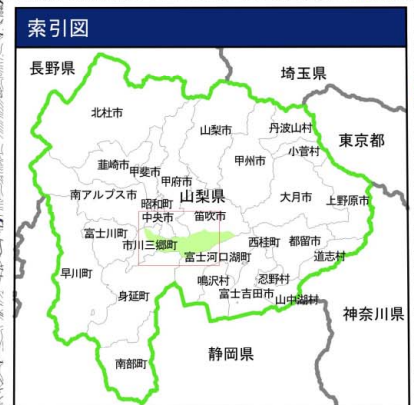 索引図
長野県
埼玉県
北杜市
山梨市
丹波山村
東京都
小菅村
韮崎市
甲斐市
甲州市
甲府市
南アルプス市
昭和町
山梨県
大月市
上野原市
中央市
笛吹市
富士川町
市川三郷町
西桂町
都留市
富士河口湖町
道志村
早川町
鳴沢村
忍野村
身延町
富士吉田市
山中湖村
神奈川県
静岡県
南部町